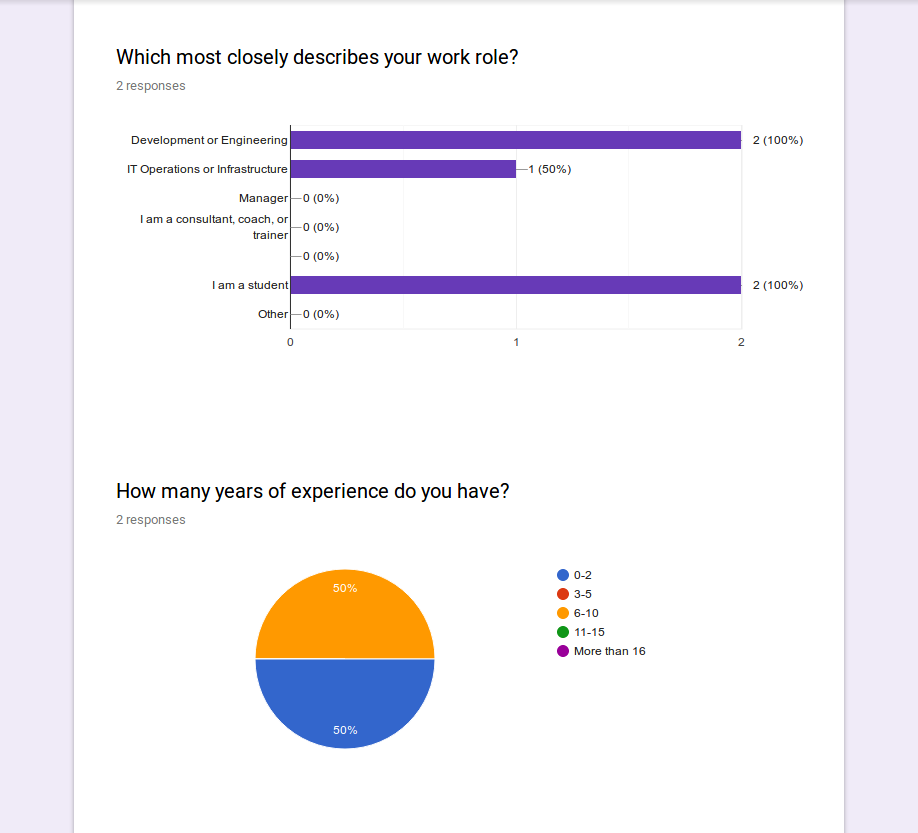 Which most closely describes your work role?
2 responses
Development or Engineering 2 (100%)
IT Operations or Infrastructure 1 (50%)
Manager 0 (0%)
I am a consultant, coach, or
trainer 0 (0%)
0 (0%)
I am a student 2 (100%)
Other 0 (0%)
0 1 2
How many years of experience do you have?
2 responses
50%
50%
0-2
3-5
6-10
11-15
More than 16